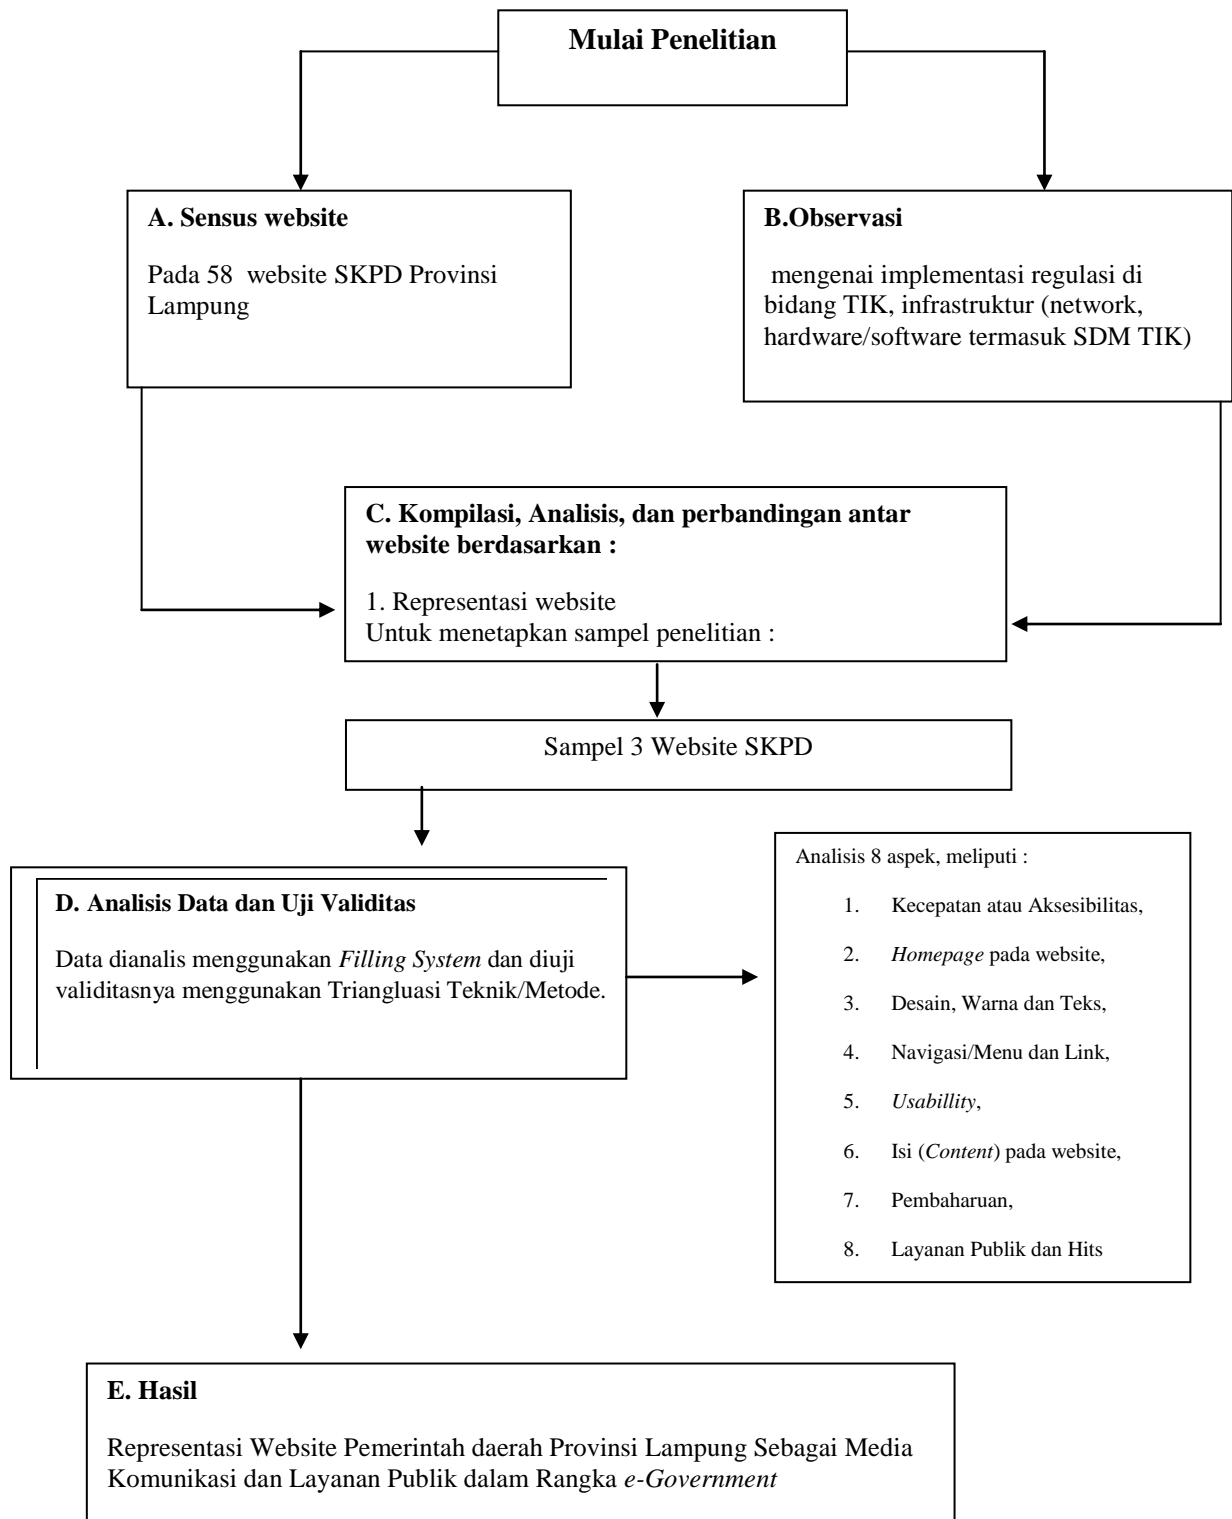 Mulai Penelitian
A. Sensus website
Pada 58  website SKPD Provinsi
Lampung
B.Observasi
mengenai implementasi regulasi di
bidang TIK, infrastruktur (network,
hardware/software termasuk SDM TIK)
C. Kompilasi, Analisis, dan perbandingan antar
website berdasarkan :
1. Representasi website
Untuk menetapkan sampel penelitian :
Sampel 3 Website SKPD
D. Analisis Data dan Uji Validitas
Data dianalis menggunakan Filling System dan diuji
validitasnya menggunakan Triangluasi Teknik/Metode.
Analisis 8 aspek, meliputi :
1. Kecepatan atau Aksesibilitas,
2. Homepage pada website,
3. Desain, Warna dan Teks,
4. Navigasi/Menu dan Link,
5. Usabillity,
6. Isi (Content) pada website,
7. Pembaharuan,
8. Layanan Publik dan Hits
E. Hasil
Representasi Website Pemerintah daerah Provinsi Lampung Sebagai Media
Komunikasi dan Layanan Publik dalam Rangka e-Government